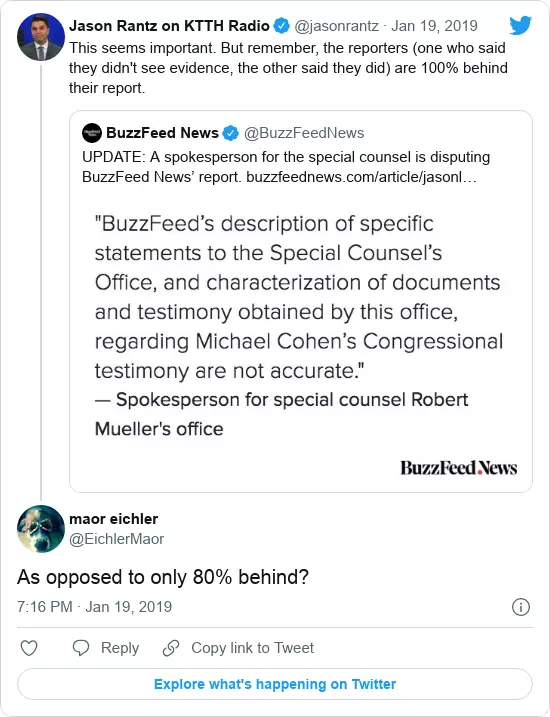 Jason Rantz on KTTH Radio @jasonrantz · Jan 19, 2019
This seems important. But remember, the reporters (one who said
they didn't see evidence, the other said they did) are 100% behind
their report.
BuzzFeed News @BuzzFeedNews
UPDATE: A spokesperson for the special counsel is disputing
BuzzFeed News’ report. buzzfeednews.com/article/jasonl…
"BuzzFeed’s description of specific
statements to the Special Counsel’s
Office, and characterization of documents
and testimony obtained by this office,
regarding Michael Cohen’s Congressional
testimony are not accurate."
— Spokesperson for special counsel Robert
Mueller's office
BuzzFeed News
maor eichler
@EichlerMaor
As opposed to only 80% behind?
7:16 PM · Jan 19, 2019
Reply Copy link to Tweet
Explore what's happening on Twitter